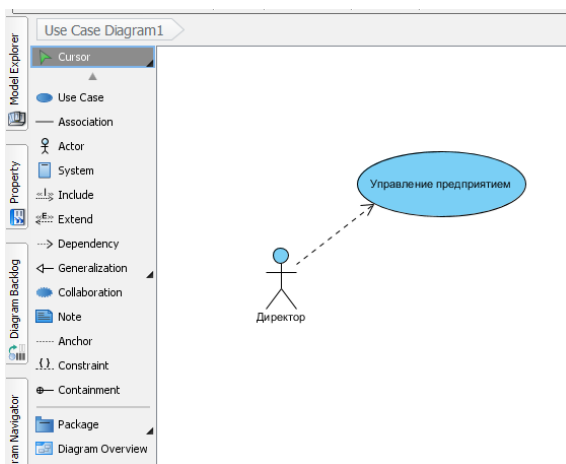 Use Case Diagram1
Model Explorer
Property
Diagram Backlog
ram Navigator
Cursor
Use Case
Association
Actor
System
«I» Include
«E» Extend
Dependency
Generalization
Collaboration
Note
Anchor
{} Constraint
Containment
Package
Diagram Overview
Управление предприятием
Директор